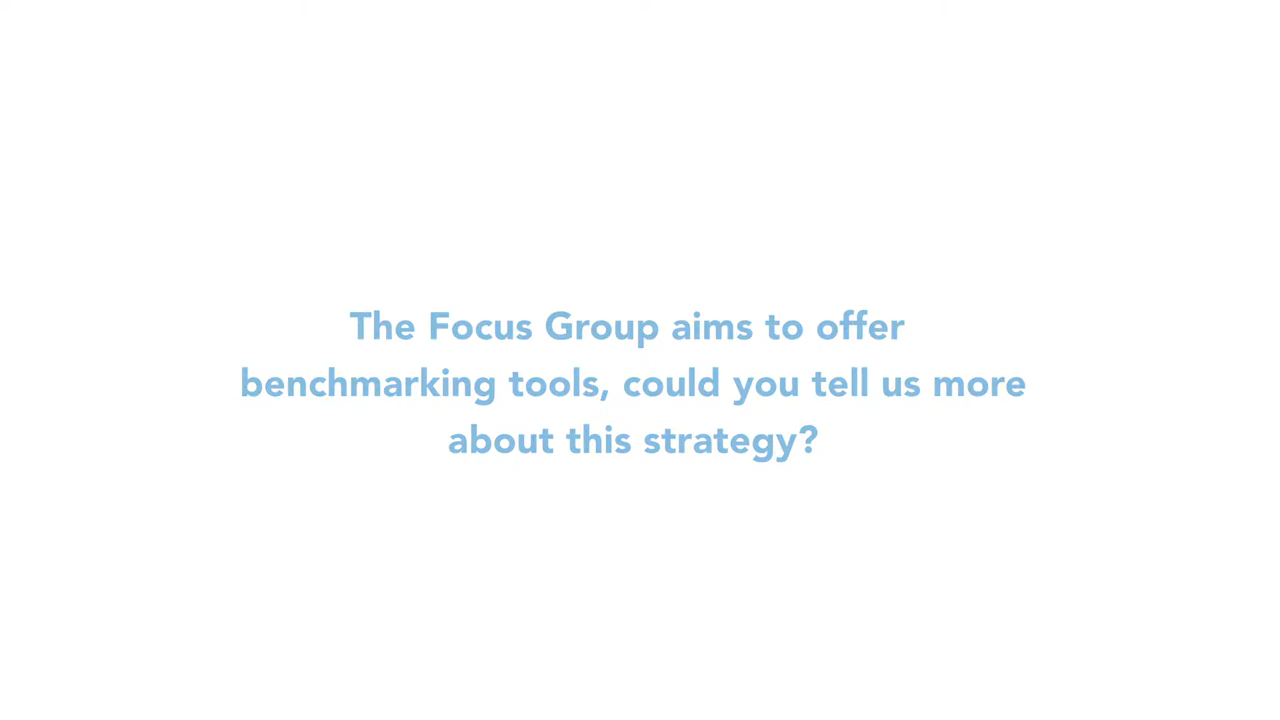 The Focus Group aims to offer
benchmarking tools, could you tell us more
about this strategy?